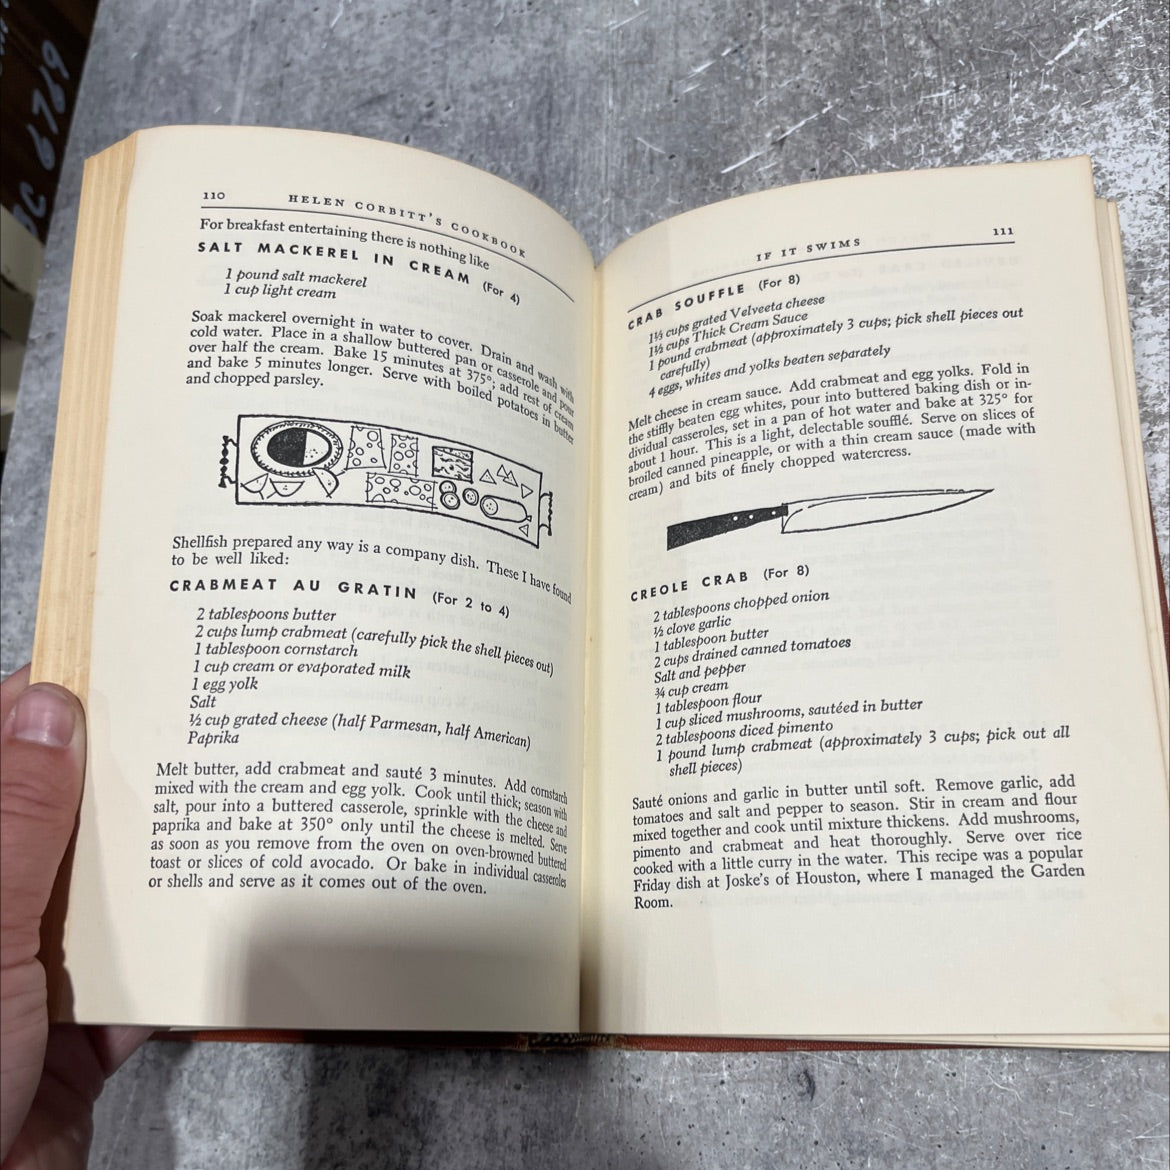 BC 6769
110
HELEN CORBITT'S COOKBOOK
For breakfast entertaining there is nothing like
SALT MACKEREL IN CREAM (For 4)
1 pound salt mackerel
1 cup light cream
Soak mackerel overnight in water to cover. Drain and wash with
cold water. Place in a shallow buttered pan or casserole and pour
over half the cream. Bake 15 minutes at 375°; add rest of cream
and bake 5 minutes longer. Serve with boiled potatoes in butter
and chopped parsley.
Shellfish prepared any way is a company dish. These I have found
to be well liked:
CRABMEAT AU GRATIN (For 2 to 4)
2 tablespoons butter
2 cups lump crabmeat (carefully pick the shell pieces out)
1 tablespoon cornstarch
1 cup cream or evaporated milk
1 egg yolk
Salt
½ cup grated cheese (half Parmesan, half American)
Paprika
Melt butter, add crabmeat and sauté 3 minutes. Add cornstarch
mixed with the cream and egg yolk. Cook until thick; season with
salt, pour into a buttered casserole, sprinkle with the cheese and
paprika and bake at 350° only until the cheese is melted. Serve
as soon as you remove from the oven on oven-browned buttered
toast or slices of cold avocado. Or bake in individual casseroles
or shells and serve as it comes out of the oven.
IF IT SWIMS
111
CRAB SOUFFLE (For 8)
1½ cups grated Velveeta cheese
1½ cups Thick Cream Sauce
1 pound crabmeat (approximately 3 cups; pick shell pieces out
carefully)
4 eggs, whites and yolks beaten separately
Melt cheese in cream sauce. Add crabmeat and egg yolks. Fold in
the stiffly beaten egg whites, pour into buttered baking dish or in-
dividual casseroles, set in a pan of hot water and bake at 325° for
about 1 hour. This is a light, delectable soufflé. Serve on slices of
broiled canned pineapple, or with a thin cream sauce (made with
cream) and bits of finely chopped watercress.
CREOLE CRAB (For 8)
2 tablespoons chopped onion
½ clove garlic
1 tablespoon butter
2 cups drained canned tomatoes
Salt and pepper
¾ cup cream
1 tablespoon flour
1 cup sliced mushrooms, sautéed in butter
2 tablespoons diced pimento
1 pound lump crabmeat (approximately 3 cups; pick out all
shell pieces)
Sauté onions and garlic in butter until soft. Remove garlic, add
tomatoes and salt and pepper to season. Stir in cream and flour
mixed together and cook until mixture thickens. Add mushrooms,
pimento and crabmeat and heat thoroughly. Serve over rice
cooked with a little curry in the water. This recipe was a popular
Friday dish at Joske's of Houston, where I managed the Garden
Room.